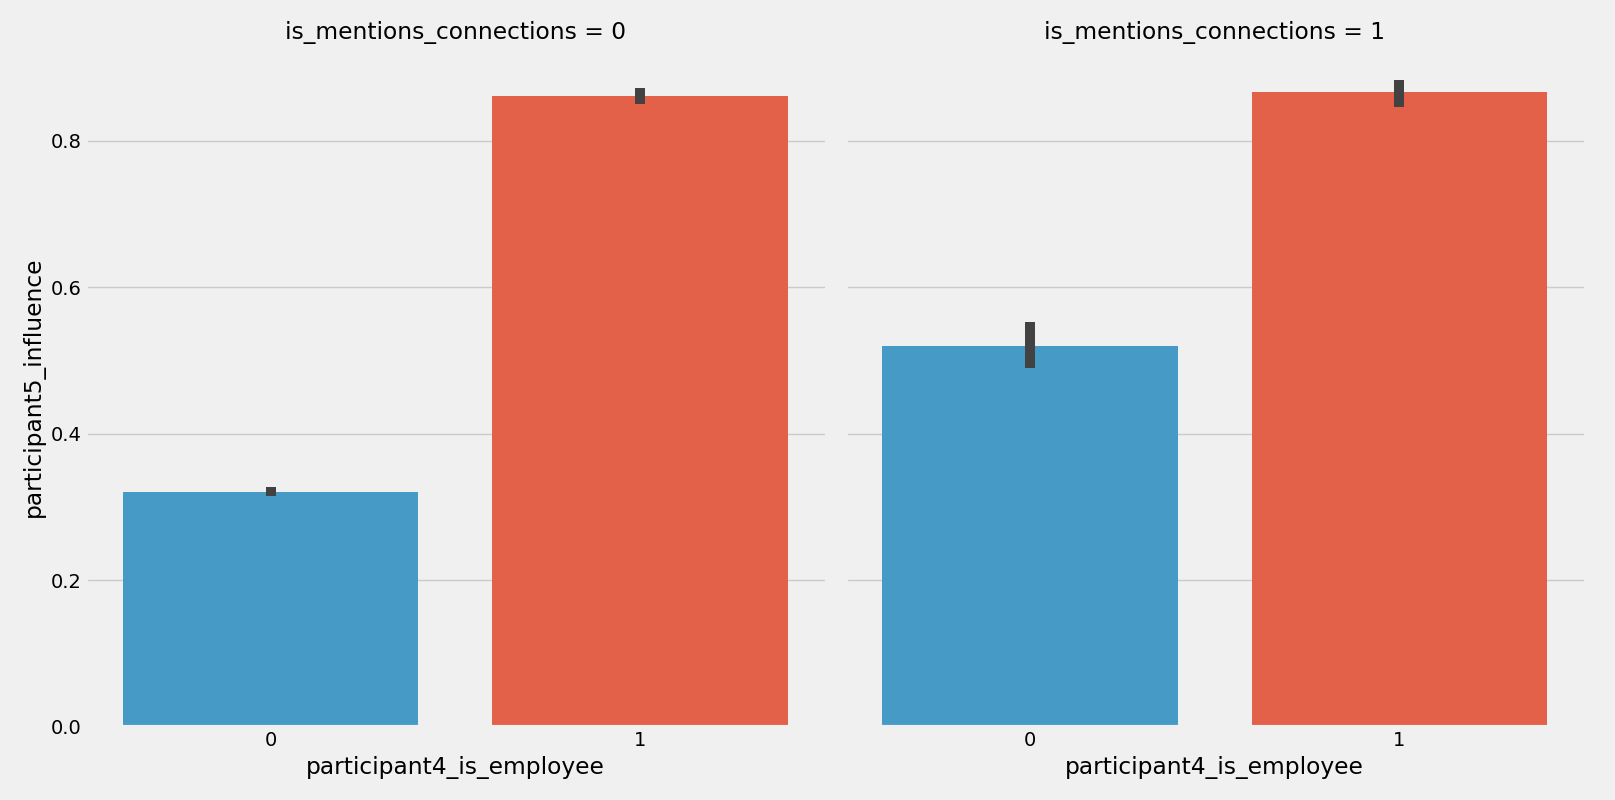 is_mentions_connections = 0
is_mentions_connections = 1
participant5_influence
0.8
0.6
0.4
0.2
0.0
0
1
0
1
participant4_is_employee
participant4_is_employee